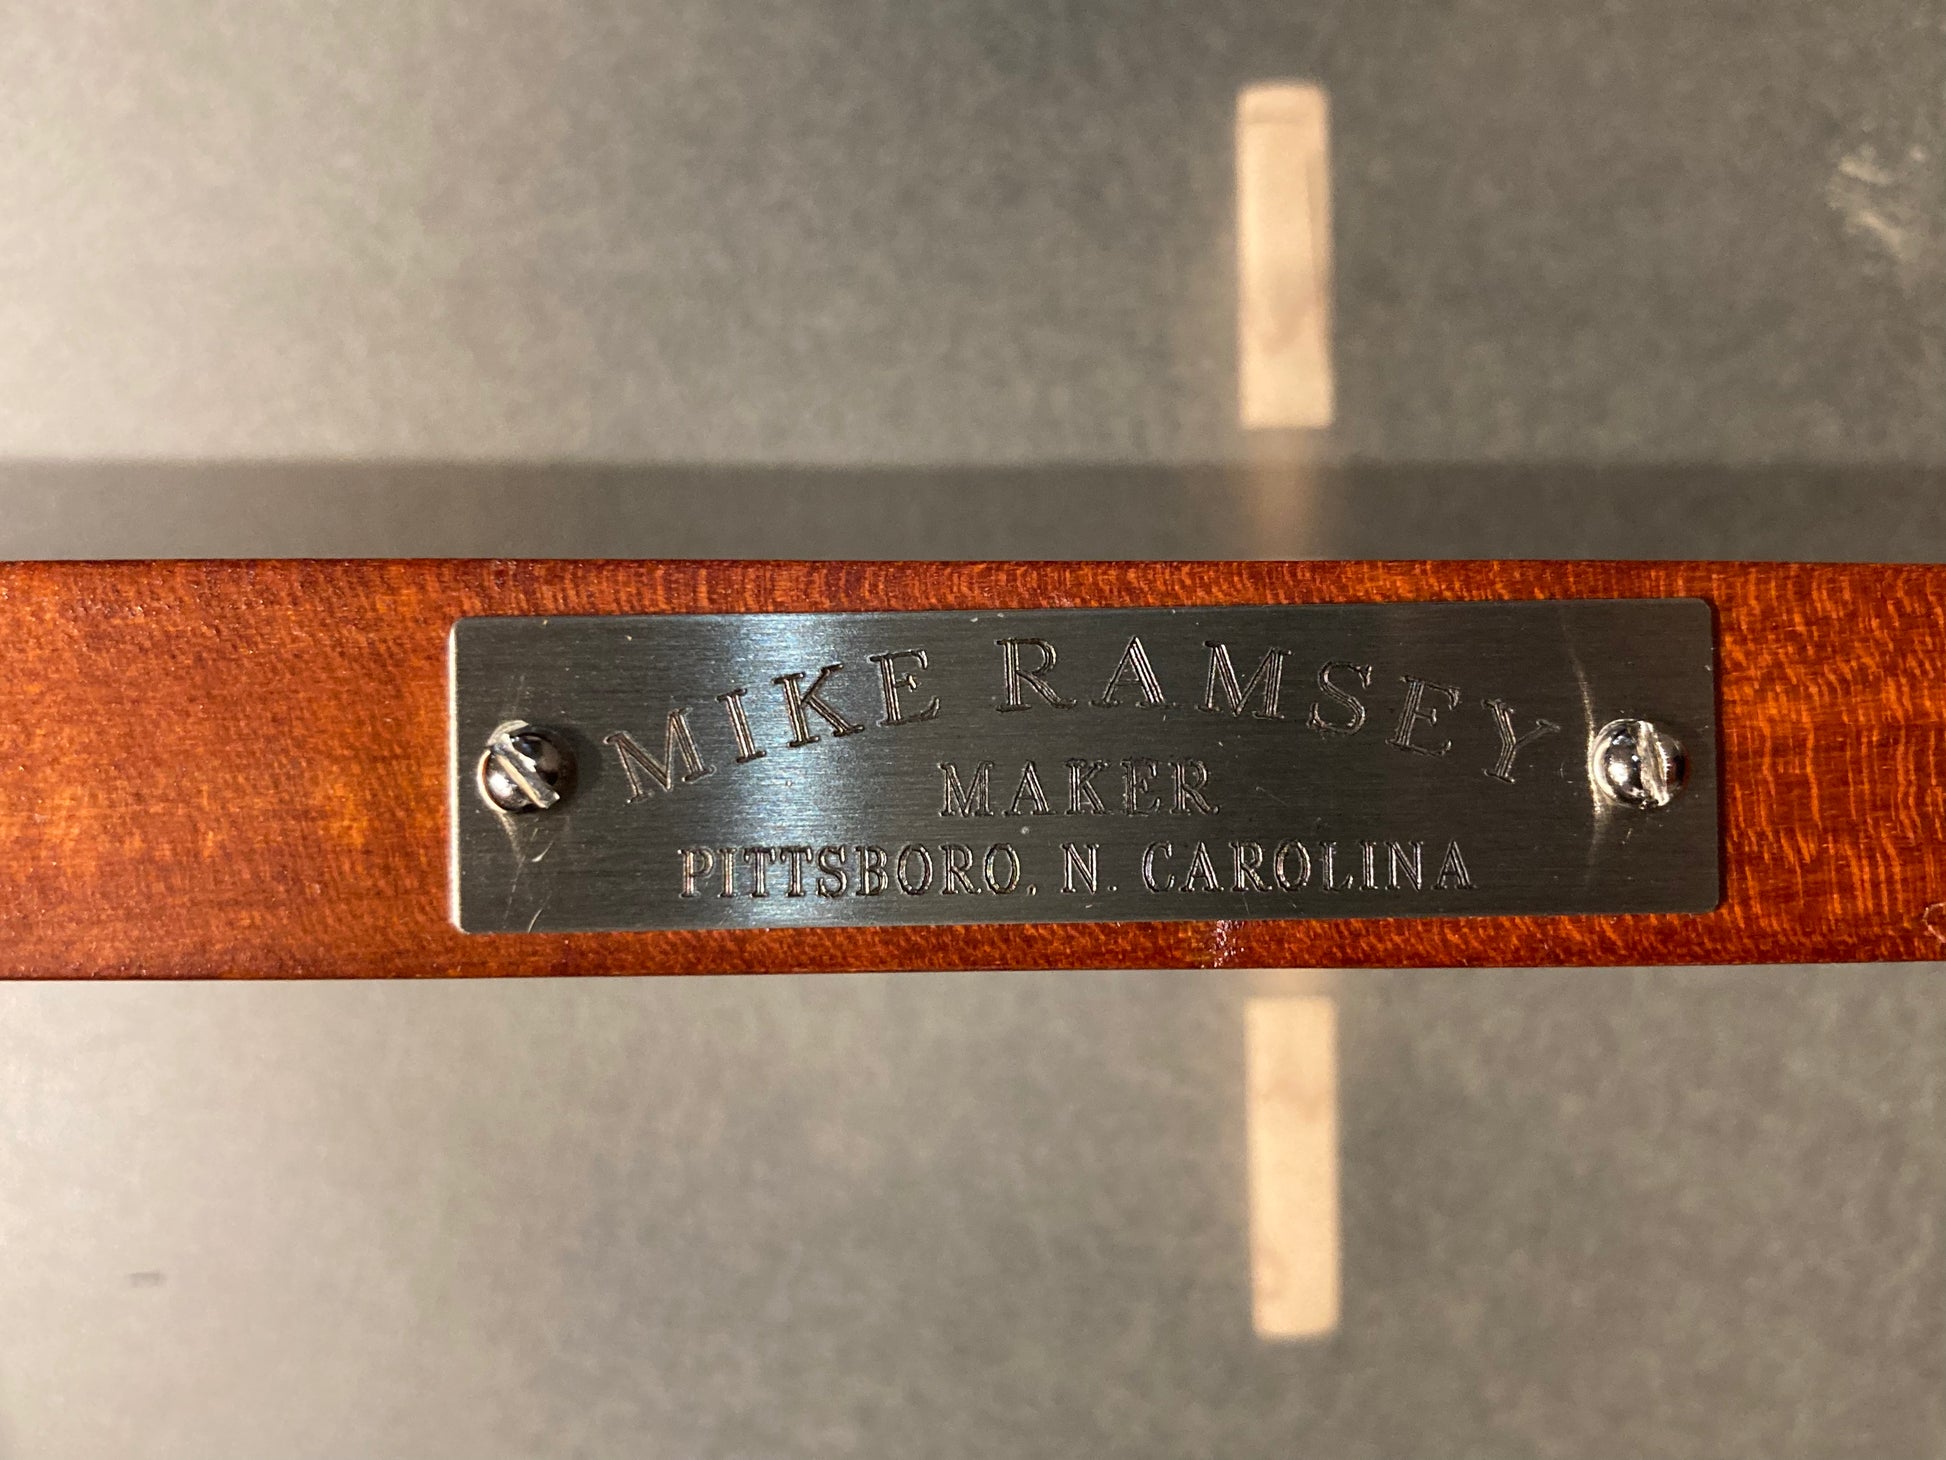 MIKE RAMSEY
MAKER
PITTSBORO, N. CAROLINA